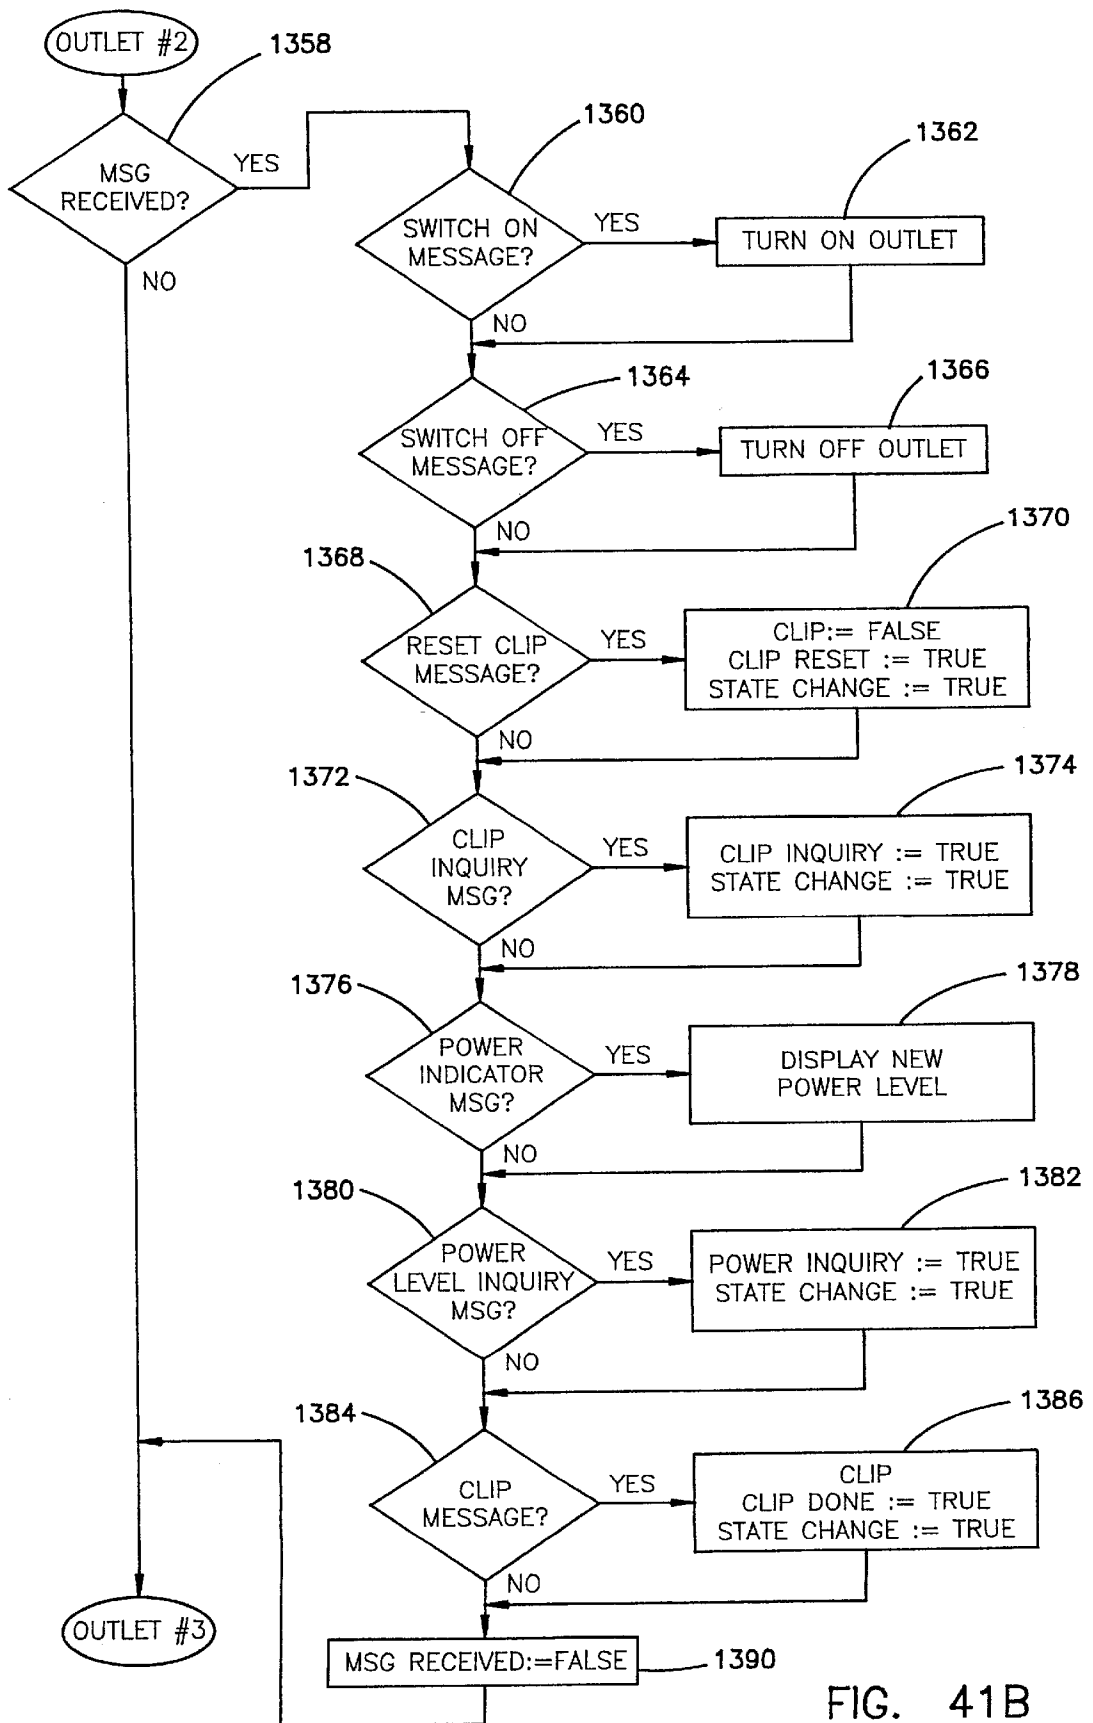 OUTLET #2
1358
MSG
RECEIVED?
YES
NO
1360
SWITCH ON
MESSAGE?
YES
NO
1362
TURN ON OUTLET
1364
SWITCH OFF
MESSAGE?
YES
NO
1366
TURN OFF OUTLET
1368
RESET CLIP
MESSAGE?
YES
NO
1370
CLIP:= FALSE
CLIP RESET := TRUE
STATE CHANGE := TRUE
1372
CLIP
INQUIRY
MSG?
YES
NO
1374
CLIP INQUIRY := TRUE
STATE CHANGE := TRUE
1376
POWER
INDICATOR
MSG?
YES
NO
1378
DISPLAY NEW
POWER LEVEL
1380
POWER
LEVEL INQUIRY
MSG?
YES
NO
1382
POWER INQUIRY := TRUE
STATE CHANGE := TRUE
1384
CLIP
MESSAGE?
YES
NO
1386
CLIP
CLIP DONE := TRUE
STATE CHANGE := TRUE
OUTLET #3
MSG RECEIVED:=FALSE
1390
FIG. 41B